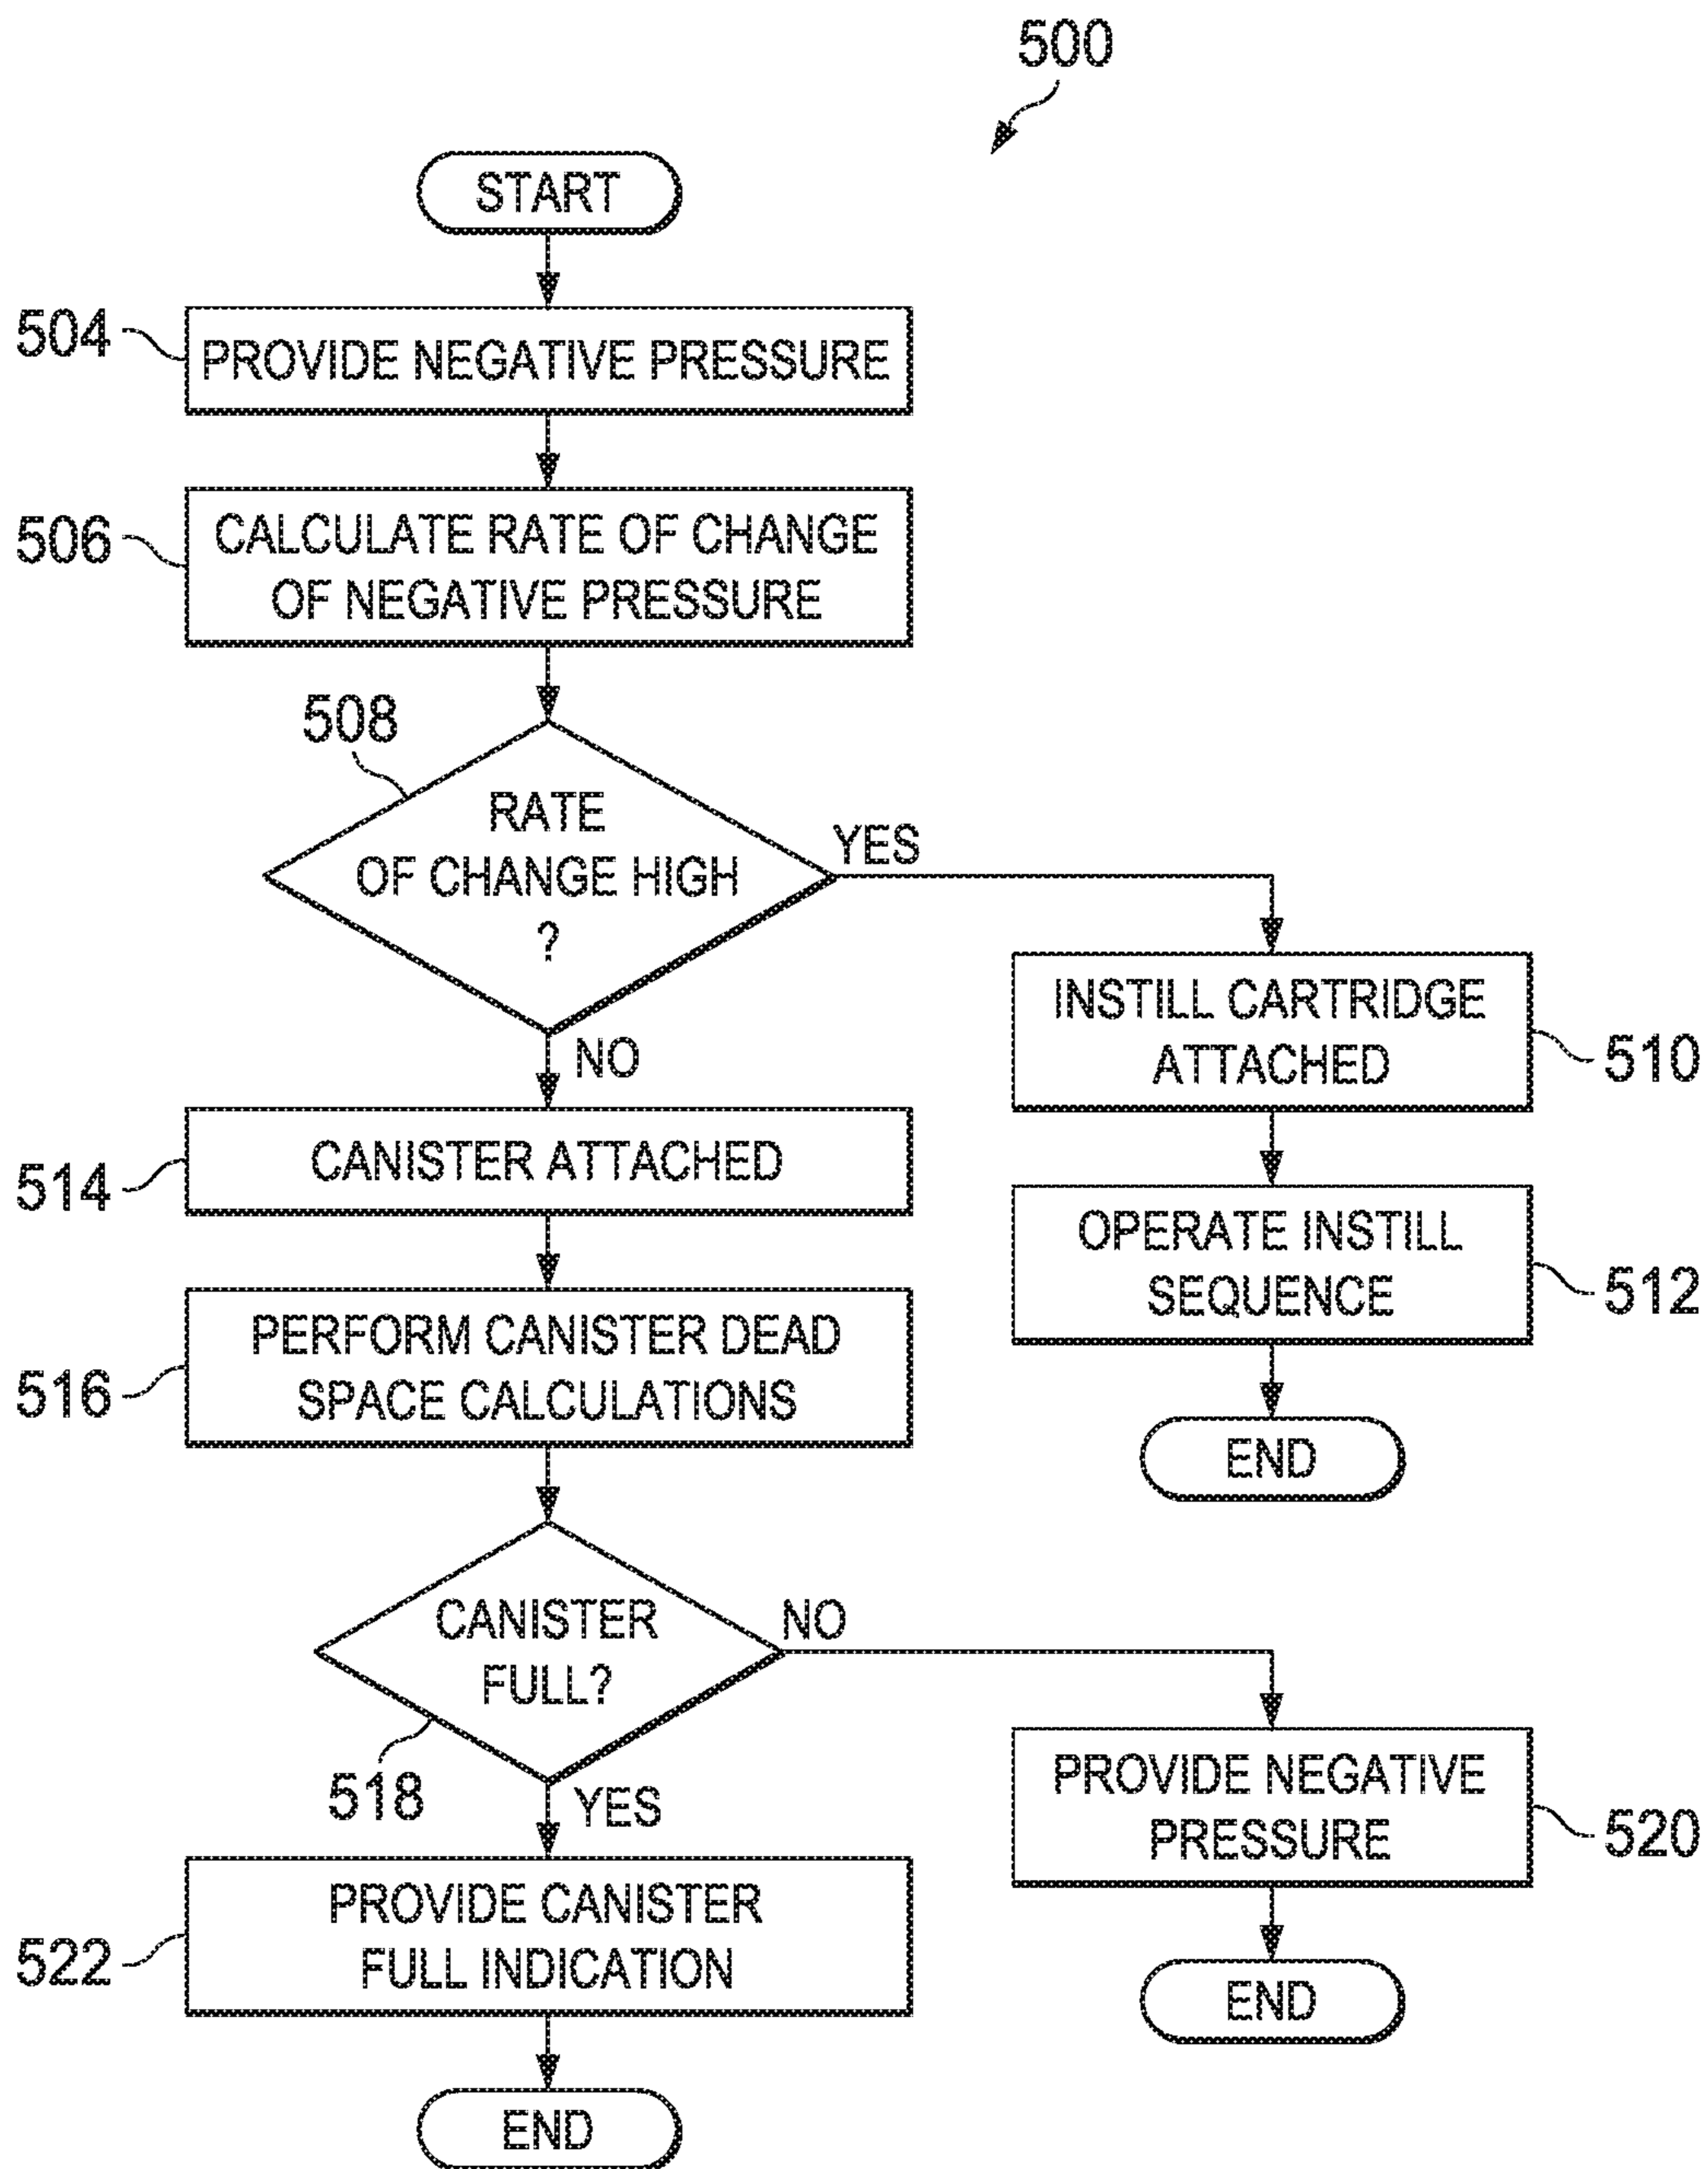 500
START
504
PROVIDE NEGATIVE PRESSURE
506
CALCULATE RATE OF CHANGE
OF NEGATIVE PRESSURE
508
RATE
OF CHANGE HIGH
?
YES
NO
INSTILL CARTRIDGE
ATTACHED
510
514
CANISTER ATTACHED
OPERATE INSTILL
SEQUENCE
512
516
PERFORM CANISTER DEAD
SPACE CALCULATIONS
END
CANISTER
FULL?
NO
518
YES
PROVIDE NEGATIVE
PRESSURE
520
522
PROVIDE CANISTER
FULL INDICATION
END
END